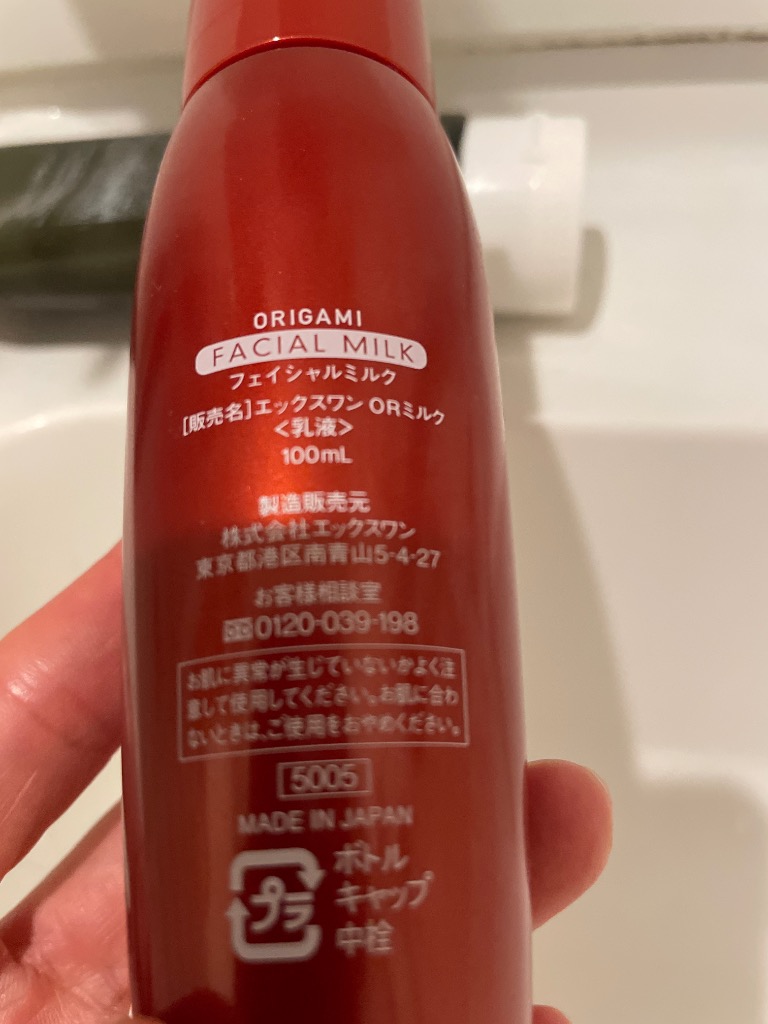 ORIGAMI
FACIAL MILK
フェイシャルミルク
[販売名]エックスワン ORミルク
<乳液>
100mL
製造販売元
株式会社エックスワン
東京都港区南青山5-4-27
お客様相談室
0120-039-198
お肌に異常が生じていないかよく注
意して使用してください。お肌に合わ
ないときは、ご使用をおやめください。
5005
MADE IN JAPAN
プラ
ボトル
キャップ
中栓